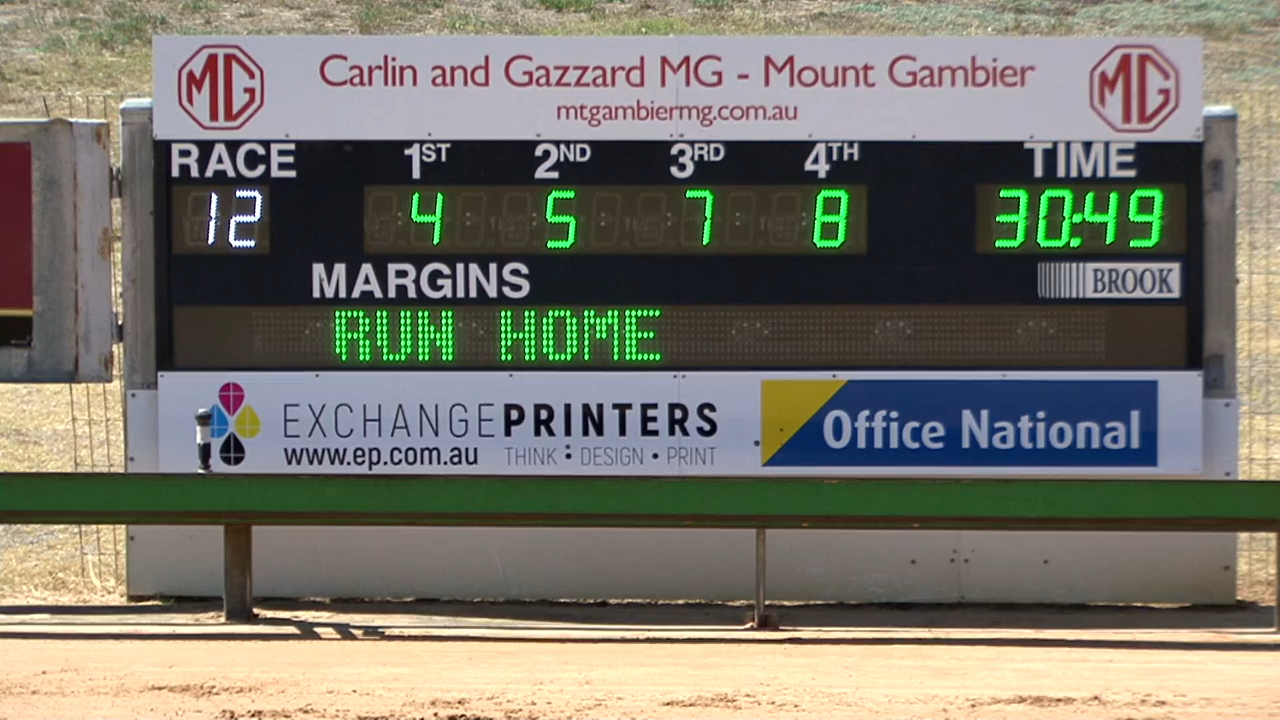 MG Carlin and Gazzard MG - Mount Gambier MG
mtgambiermg.com.au
RACE 1ST 2ND 3RD 4TH TIME
12 4 5 7 8 30:49
MARGINS BROOK
RUN HOME
EXCHANGEPRINTERS Office National
www.ep.com.au THINK : DESIGN • PRINT